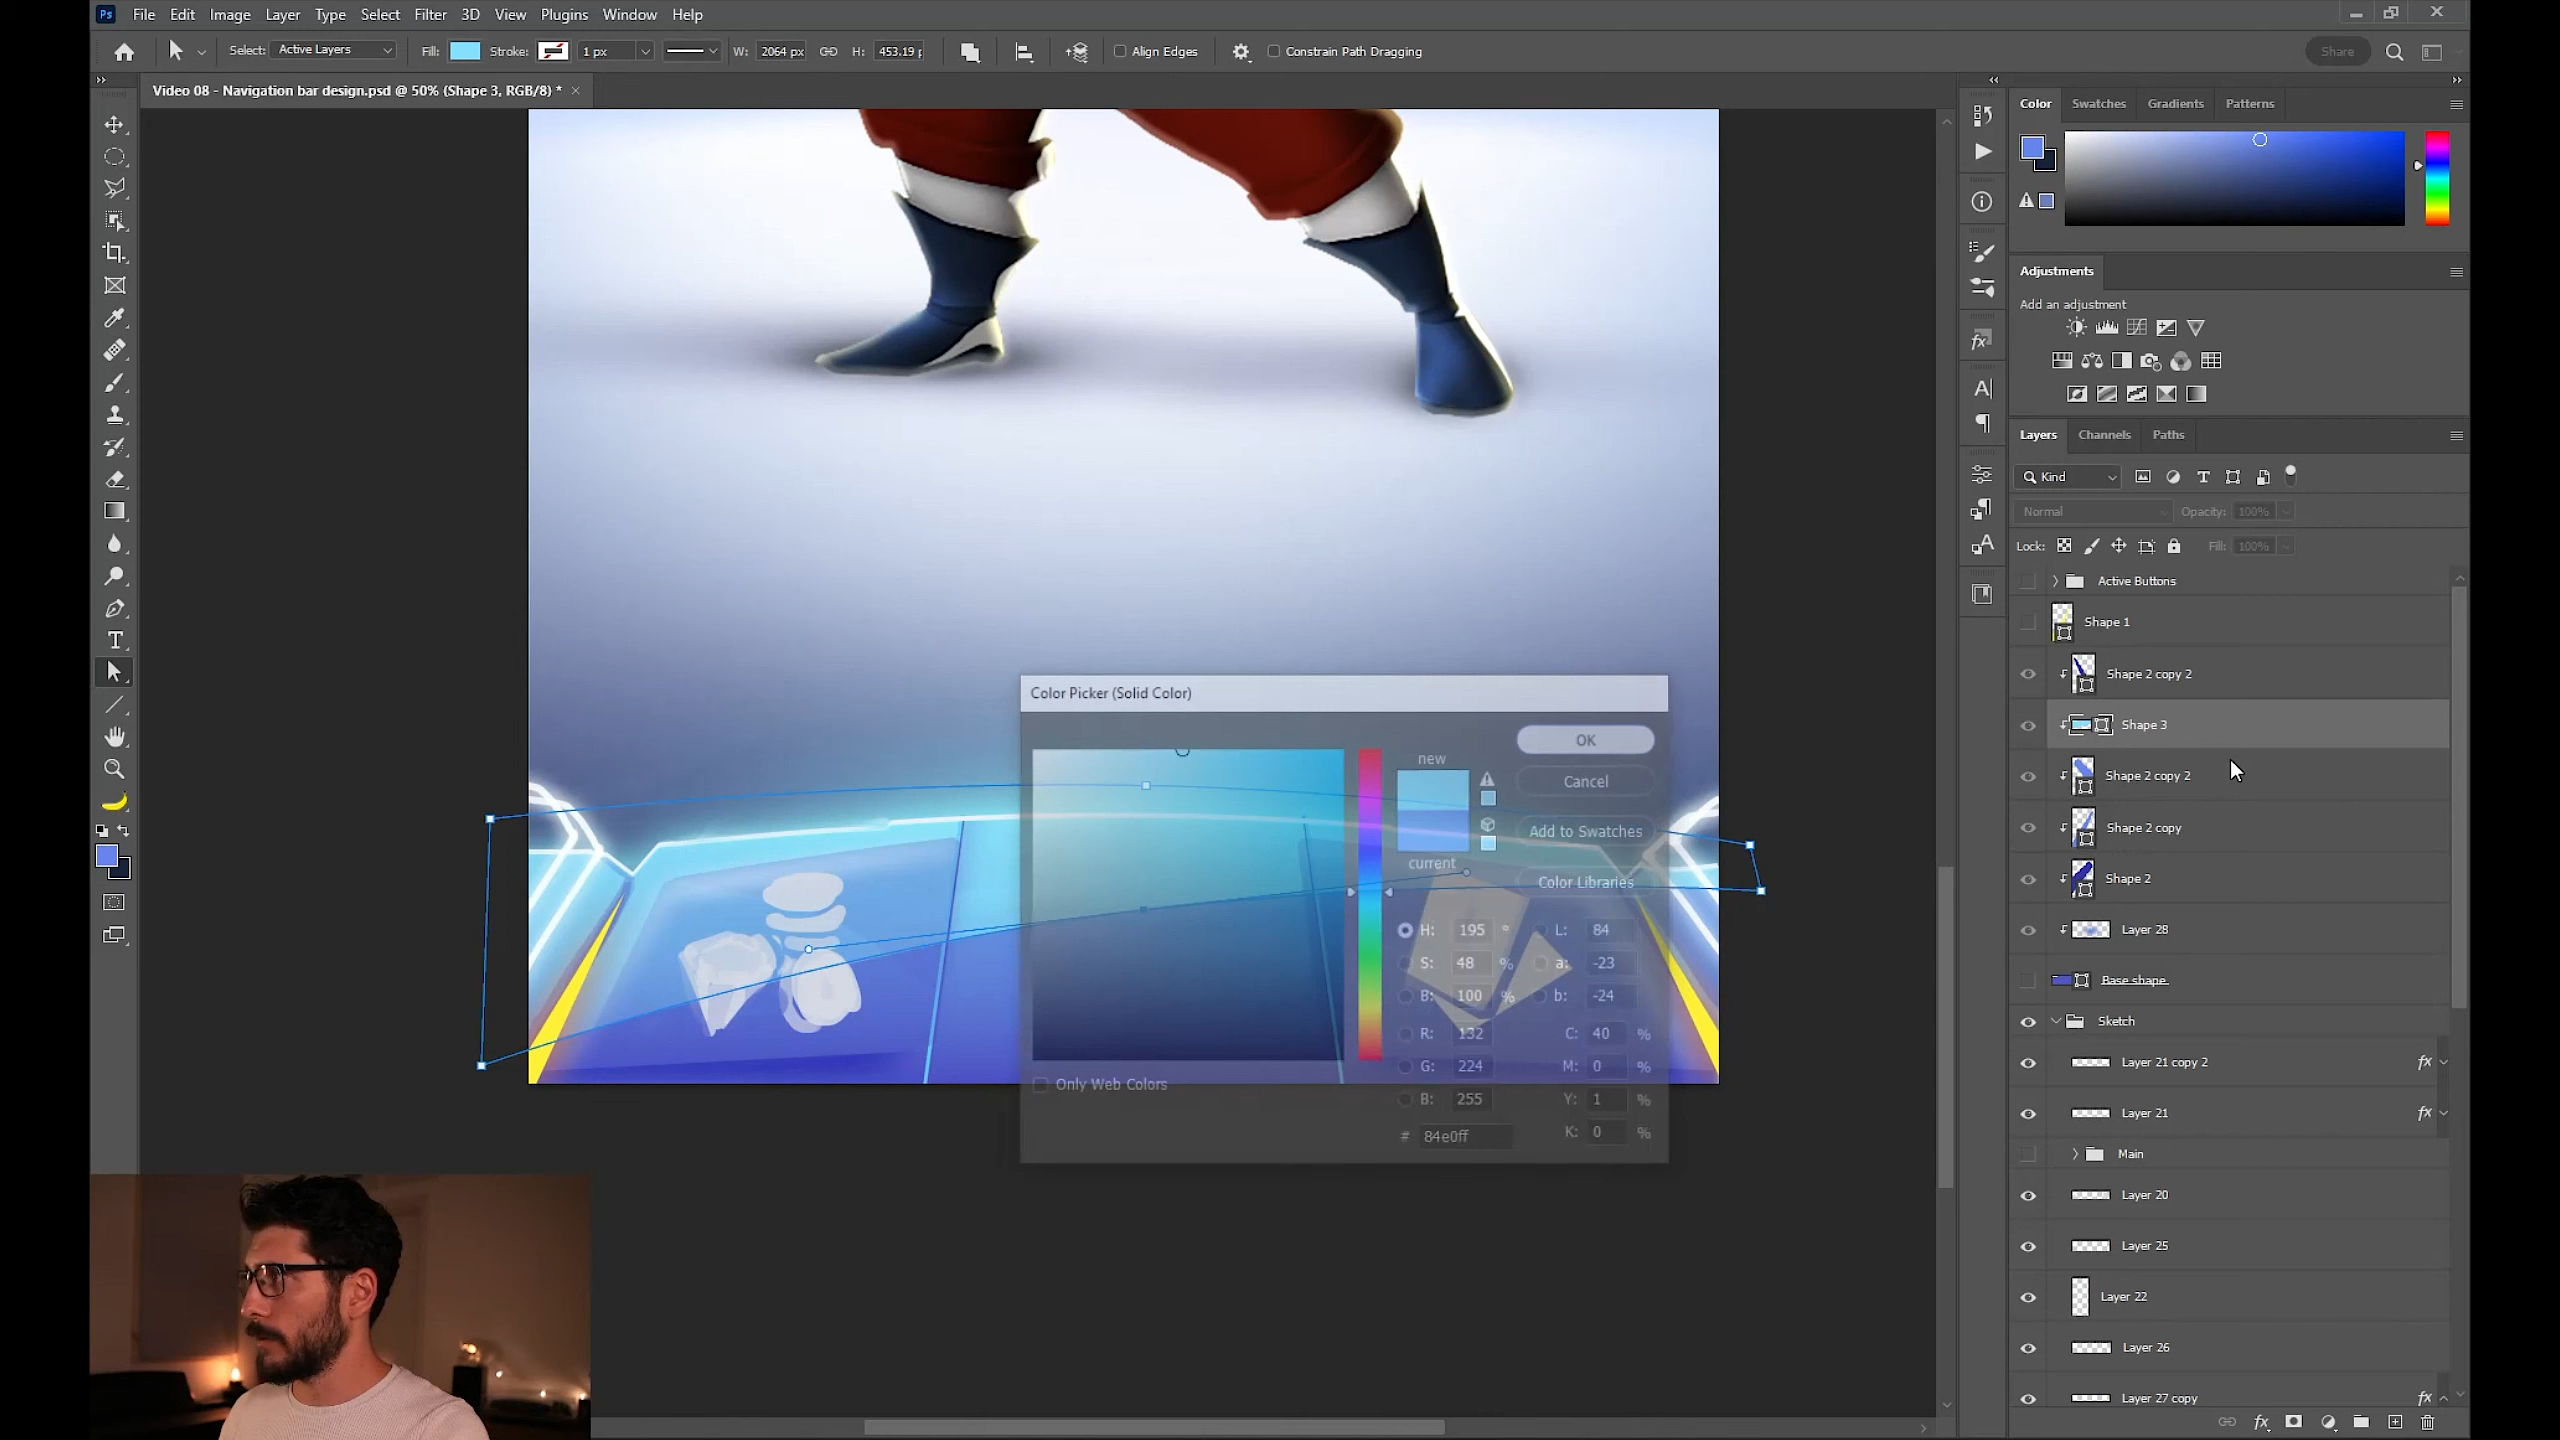 Ps File Edit Image Layer Type Select Filter 3D View Plugins Window Help
Select: Active Layers Fill: Stroke: 1 px W: 2064 px H: 453.19 p Align Edges Constrain Path Dragging Share
Video 08 - Navigation bar design.psd @ 50% (Shape 3, RGB/8) *
Color Swatches Gradients Patterns
Adjustments
Add an adjustment
Layers Channels Paths
Kind
Normal Opacity: 100%
Lock: Fill: 100%
Active Buttons
Shape 1
Shape 2 copy 2
Shape 3
Shape 2 copy 2
Shape 2 copy
Shape 2
Layer 28
Base shape
Sketch
Layer 21 copy 2 fx
Layer 21 fx
Main
Layer 20
Layer 25
Layer 22
Layer 26
Layer 27 copy fx
Color Picker (Solid Color)
new
current
OK
Cancel
Add to Swatches
Color Libraries
H: 195 ° L: 84
S: 48 % a: -23
B: 100 % b: -24
R: 132 C: 40 %
G: 224 M: 0 %
B: 255 Y: 1 %
# 84e0ff K: 0 %
Only Web Colors